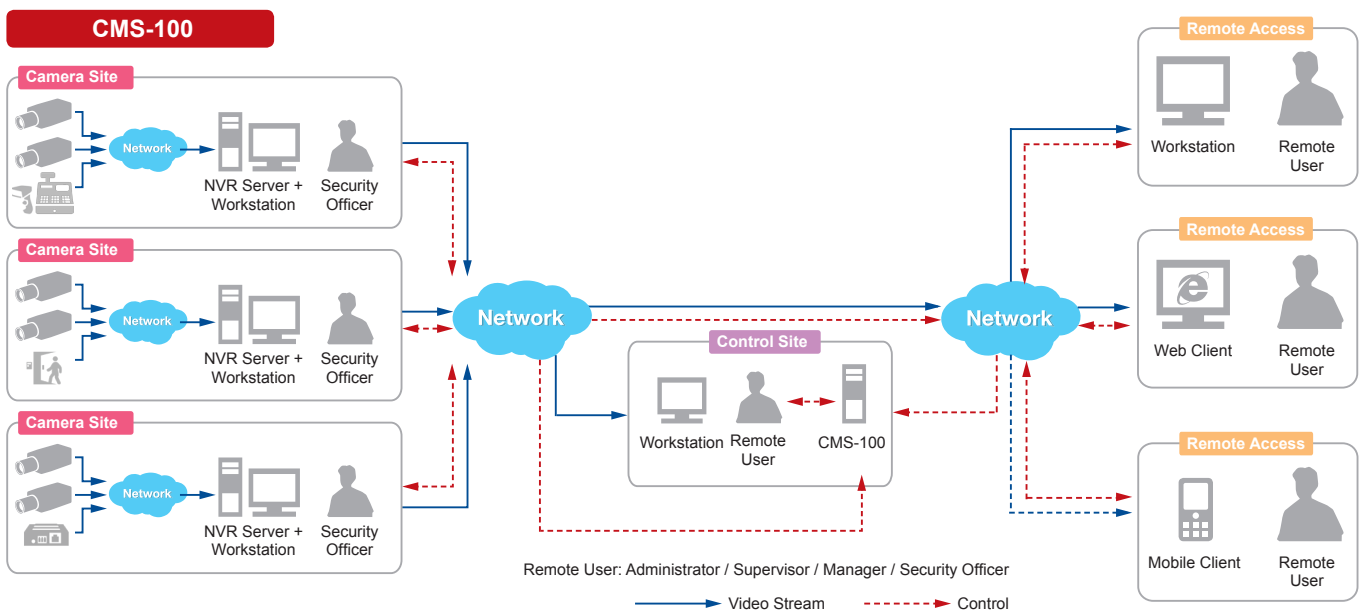 CMS-100
Camera Site
Network
NVR Server +
Workstation
Security
Officer
Camera Site
Network
NVR Server +
Workstation
Security
Officer
Camera Site
Network
NVR Server +
Workstation
Security
Officer
Network
Control Site
Workstation
Remote
User
CMS-100
Network
Remote Access
Workstation
Remote
User
Remote Access
Web Client
Remote
User
Remote Access
Mobile Client
Remote
User
Remote User: Administrator / Supervisor / Manager / Security Officer
Video Stream
Control